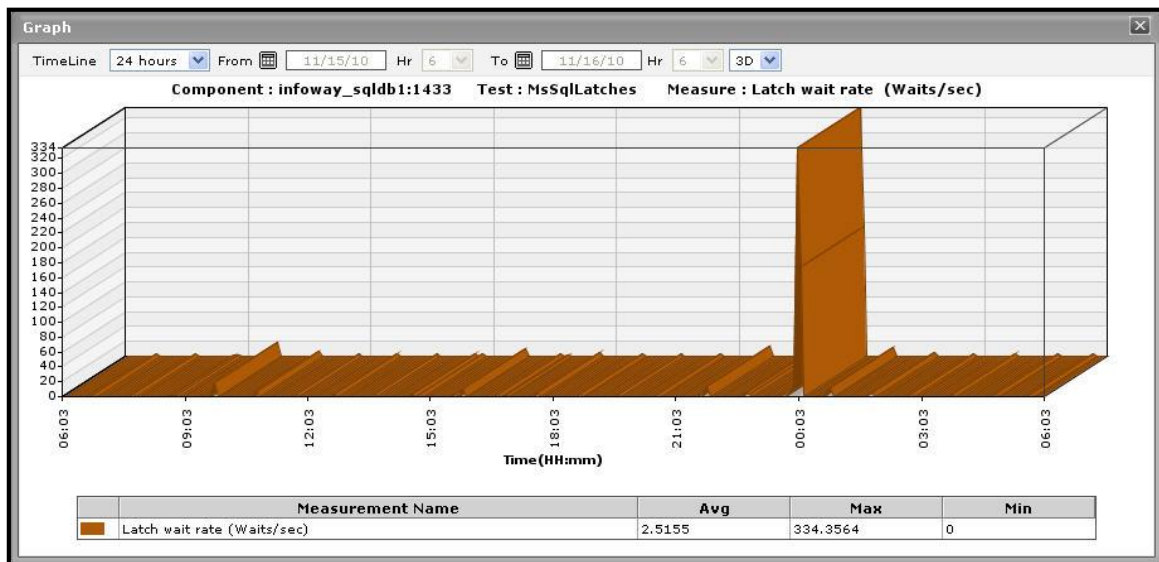 Graph
TimeLine 24 hours From 11/15/10 Hr 6 To 11/16/10 Hr 6 3D
Component : infoway_sqldb1:1433 Test : MsSqlLatches Measure : Latch wait rate (Waits/sec)
334
320
300
280
260
240
220
200
180
160
140
120
100
80
60
40
20
0
06:03 09:03 12:03 15:03 18:03 21:03 00:03 03:03 06:03
Time(HH:mm)
Measurement Name Avg Max Min
Latch wait rate (Waits/sec) 2.5155 334.3564 0